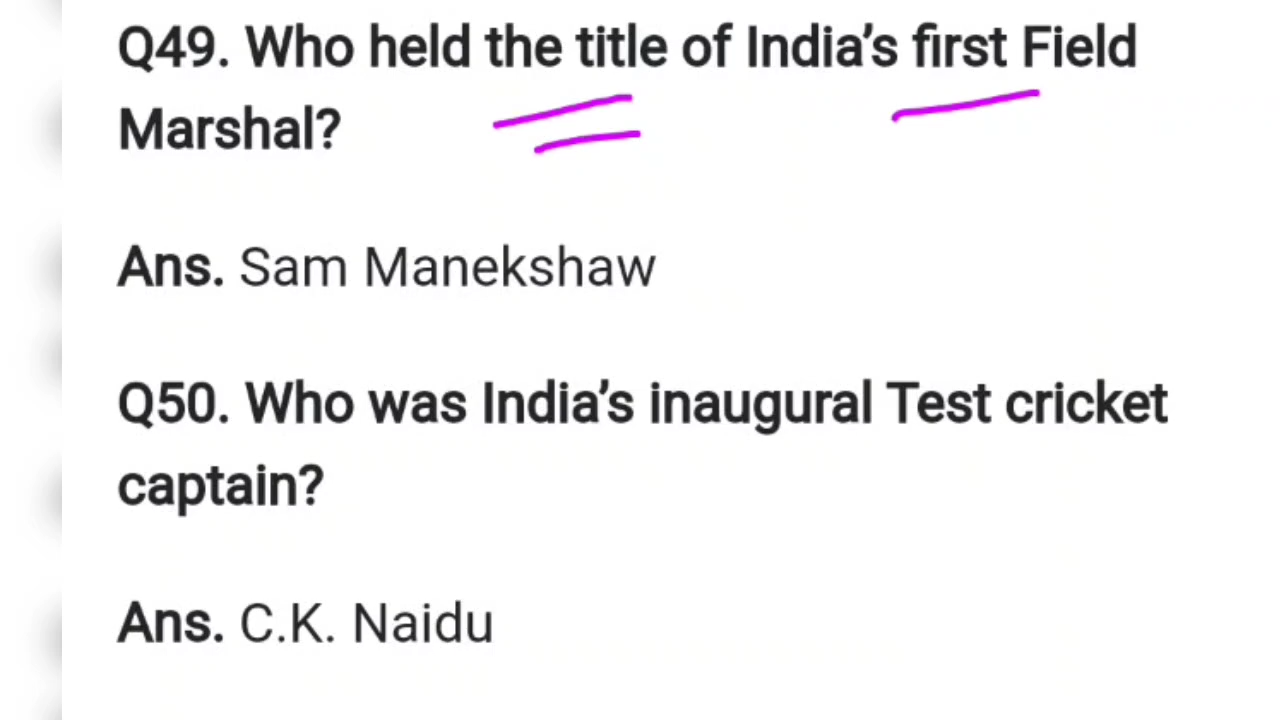 Q49. Who held the title of India’s first Field
Marshal?
Ans. Sam Manekshaw
Q50. Who was India’s inaugural Test cricket
captain?
Ans. C.K. Naidu